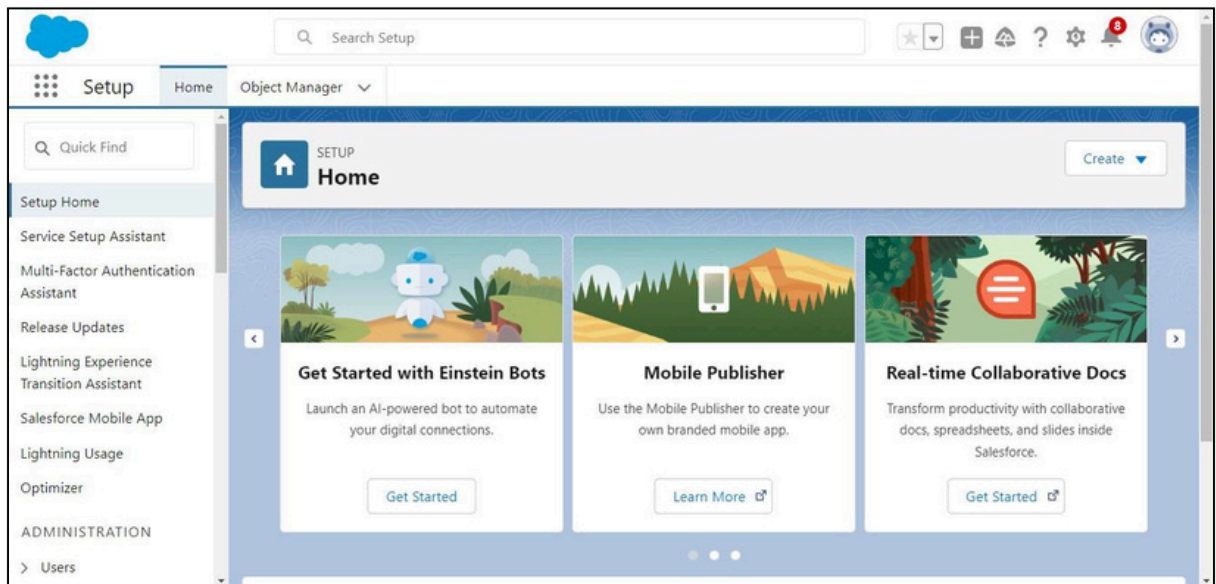 Search Setup
8
?
Setup
Home
Object Manager
Quick Find
Setup Home
Service Setup Assistant
Multi-Factor Authentication
Assistant
Release Updates
Lightning Experience
Transition Assistant
Salesforce Mobile App
Lightning Usage
Optimizer
ADMINISTRATION
> Users
SETUP
Home
Create
Get Started with Einstein Bots
Launch an AI-powered bot to automate
your digital connections.
Get Started
Mobile Publisher
Use the Mobile Publisher to create your
own branded mobile app.
Learn More
Real-time Collaborative Docs
Transform productivity with collaborative
docs, spreadsheets, and slides inside
Salesforce.
Get Started